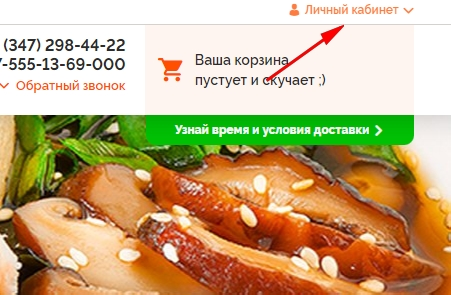 Личный кабинет
(347) 298-44-22
-555-13-69-000
Обратный звонок
Ваша корзина
пустует и скучает ;)
Узнай время и условия доставки